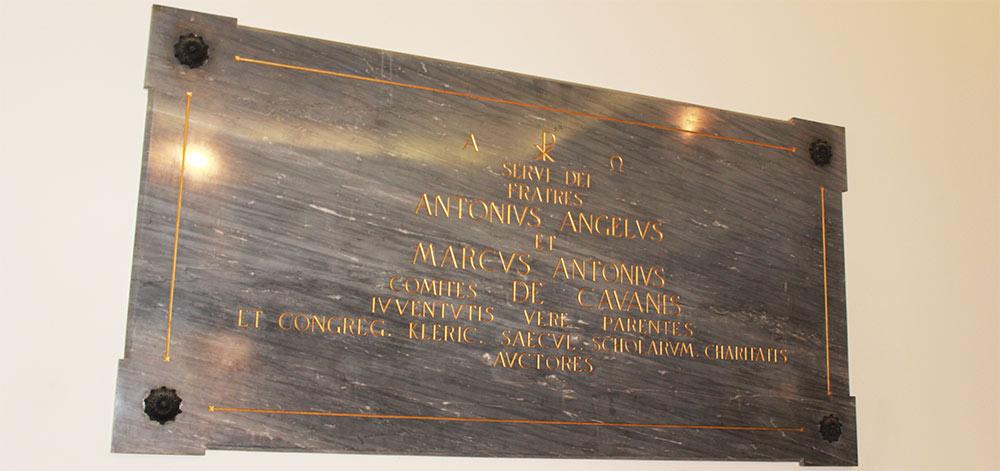 A ☧ Ω
SERVI DEI
FRATRES
ANTONIVS ANGELVS
ET
MARCVS ANTONIVS
COMITES DE CAVANIS
IVVENTVTIS VERE PARENTES
ET CONGREG. KLERIC. SAECVL. SCHOLARVM CHARITATIS
AVCTORES